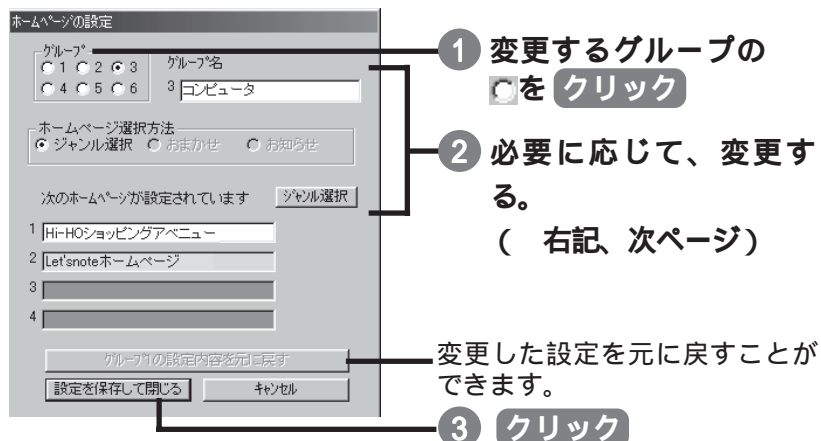 ホームページの設定
グループ
1 2 3
4 5 6
グループ名
3 コンピュータ
ホームページ選択方法
ジャンル選択 おまかせ お知らせ
次のホームページが設定されています ジャンル選択
1 Hi-HOショッピングアベニュー
2 Let'snoteホームページ
3
4
グループ1の設定内容を元に戻す
設定を保存して閉じる キャンセル
1 変更するグループの
を クリック
2 必要に応じて、変更す
る。
( 右記、次ページ)
変更した設定を元に戻すことが
できます。
3 クリック